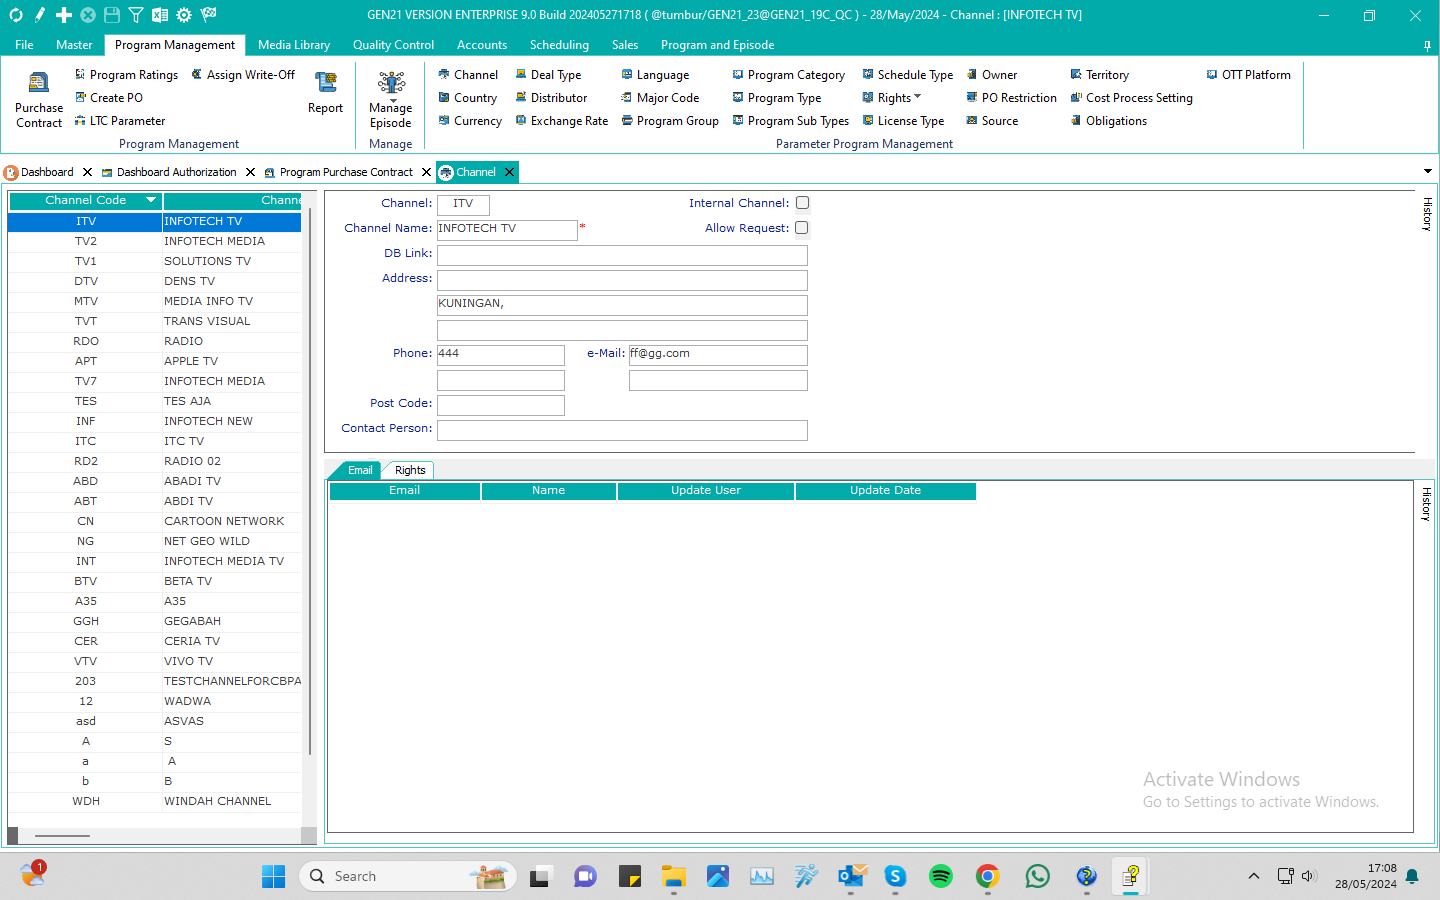 GEN21 VERSION ENTERPRISE 9.0 Build 202405271718 ( @tumbur/GEN21_23@GEN21_19C_QC ) - 28/May/2024 - Channel : [INFOTECH TV]
File Master Program Management Media Library Quality Control Accounts Scheduling Sales Program and Episode
Purchase Contract
Program Ratings
Create PO
LTC Parameter
Assign Write-Off
Report
Program Management
Manage Episode
Manage
Channel Deal Type Language Program Category Schedule Type Owner Territory OTT Platform
Country Distributor Major Code Program Type Rights PO Restriction Cost Process Setting
Currency Exchange Rate Program Group Program Sub Types License Type Source Obligations
Parameter Program Management
Dashboard Dashboard Authorization Program Purchase Contract Channel
Channel Code Channe
ITV INFOTECH TV
TV2 INFOTECH MEDIA
TV1 SOLUTIONS TV
DTV DENS TV
MTV MEDIA INFO TV
TVT TRANS VISUAL
RDO RADIO
APT APPLE TV
TV7 INFOTECH MEDIA
TES TES AJA
INF INFOTECH NEW
ITC ITC TV
RD2 RADIO 02
ABD ABADI TV
ABT ABDI TV
CN CARTOON NETWORK
NG NET GEO WILD
INT INFOTECH MEDIA TV
BTV BETA TV
A35 A35
GGH GEGABAH
CER CERIA TV
VTV VIVO TV
203 TESTCHANNELFORCBPA
12 WADWA
asd ASVAS
A S
a A
b B
WDH WINDAH CHANNEL
Channel: ITV Internal Channel:
Channel Name: INFOTECH TV * Allow Request:
DB Link:
Address:
KUNINGAN,
Phone: 444 e-Mail: ff@gg.com
Post Code:
Contact Person:
History
Email Rights
Email Name Update User Update Date
History
Activate Windows
Go to Settings to activate Windows.
1
Search
17:08
28/05/2024